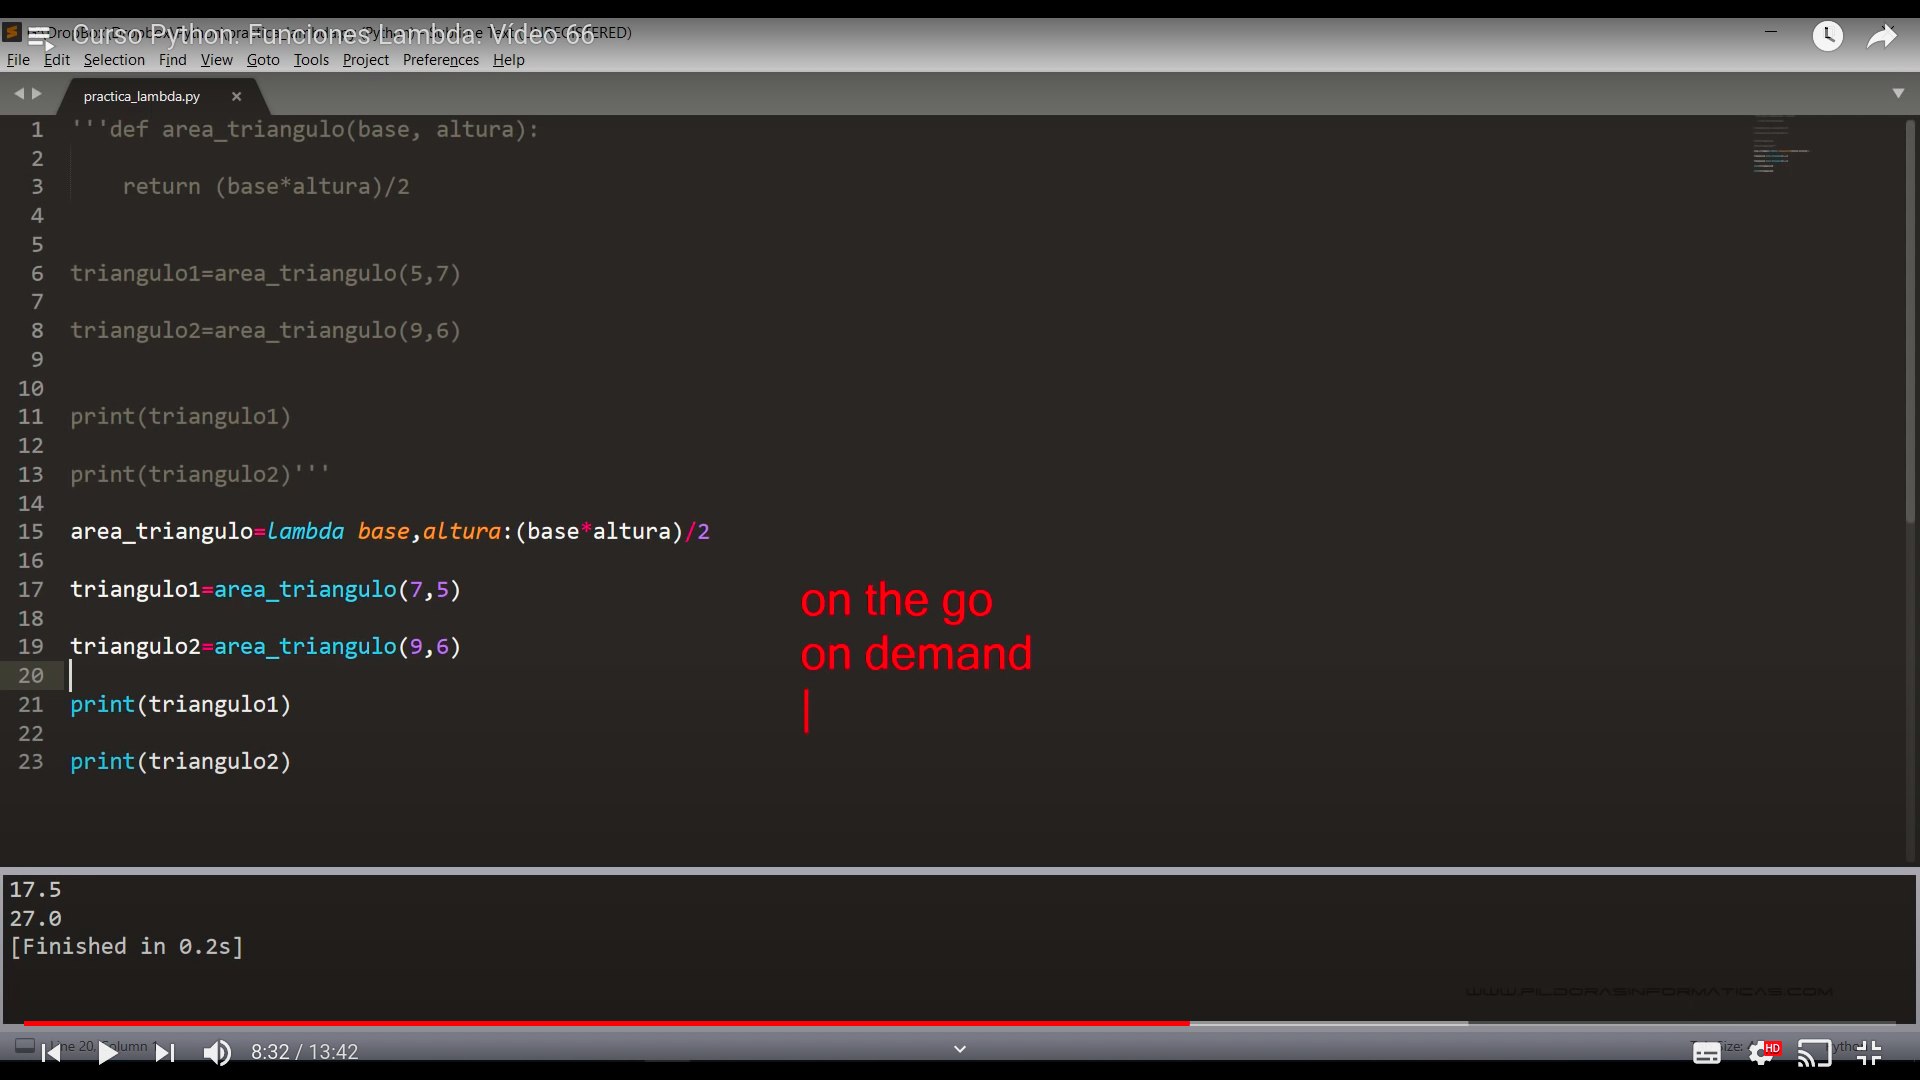 Curso Python. Funciones Lambda. Vídeo 66
File Edit Selection Find View Goto Tools Project Preferences Help
practica_lambda.py
1 '''def area_triangulo(base, altura):
2
3 return (base*altura)/2
4
5
6 triangulo1=area_triangulo(5,7)
7
8 triangulo2=area_triangulo(9,6)
9
10
11 print(triangulo1)
12
13 print(triangulo2)'''
14
15 area_triangulo=lambda base,altura:(base*altura)/2
16
17 triangulo1=area_triangulo(7,5)
18
19 triangulo2=area_triangulo(9,6)
20
21 print(triangulo1)
22
23 print(triangulo2)
on the go
on demand
17.5
27.0
[Finished in 0.2s]
WWW.PILDORASINFORMATICAS.COM
8:32 / 13:42
HD